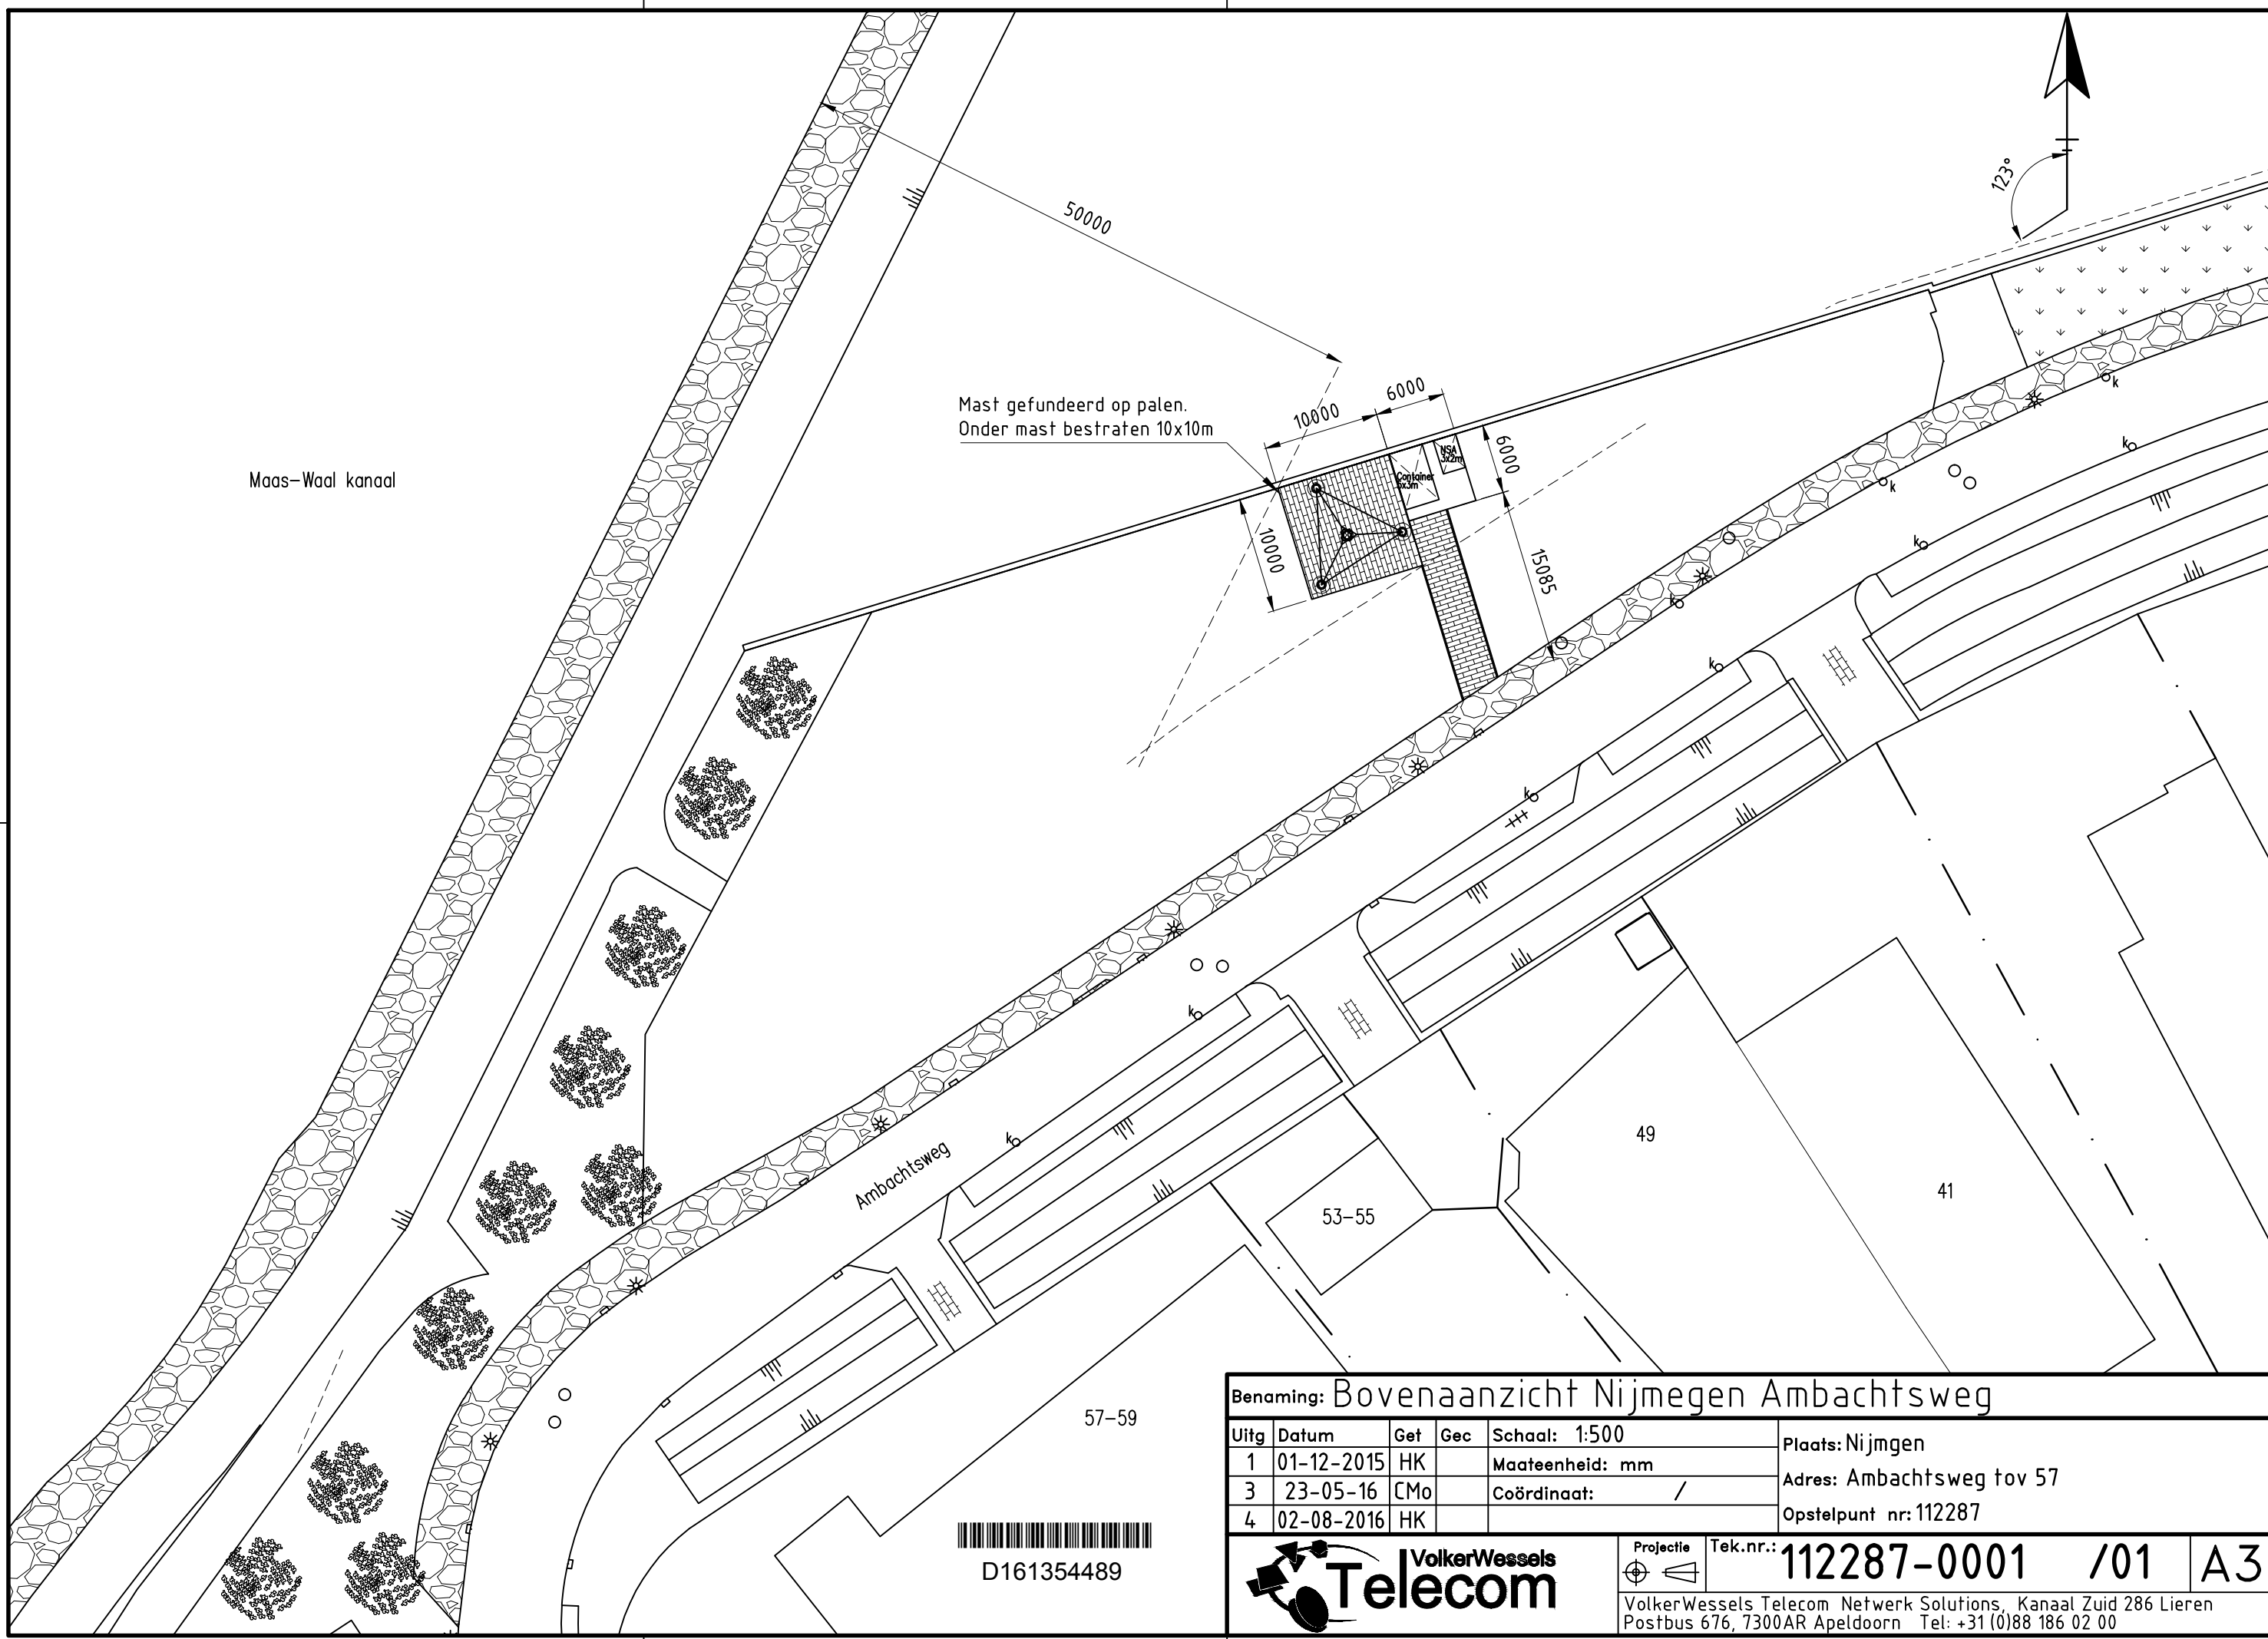 123°
50000
10000
6000
Mast gefundeerd op palen.
Onder mast bestraten 10x10m
NSA
3x2m
6000
Container
Maas-Waal kanaal
10000
15085
k
k
k
k
k
k
k
k
k
Ambachtsweg
49
41
53-55
57-59
D161354489
Benaming: Bovenaanzicht Nijmegen Ambachtsweg
Uitg Datum Get Gec Schaal: 1:500
1 01-12-2015 HK Maateenheid: mm
3 23-05-16 CMo Coördinaat: /
4 02-08-2016 HK
Plaats: Nijmgen
Adres: Ambachtsweg tov 57
Opstelpunt nr: 112287
VolkerWessels
Telecom
Projectie
Tek.nr.: 112287-0001 /01 A3
VolkerWessels Telecom Netwerk Solutions, Kanaal Zuid 286 Lieren
Postbus 676, 7300AR Apeldoorn Tel: +31 (0)88 186 02 00